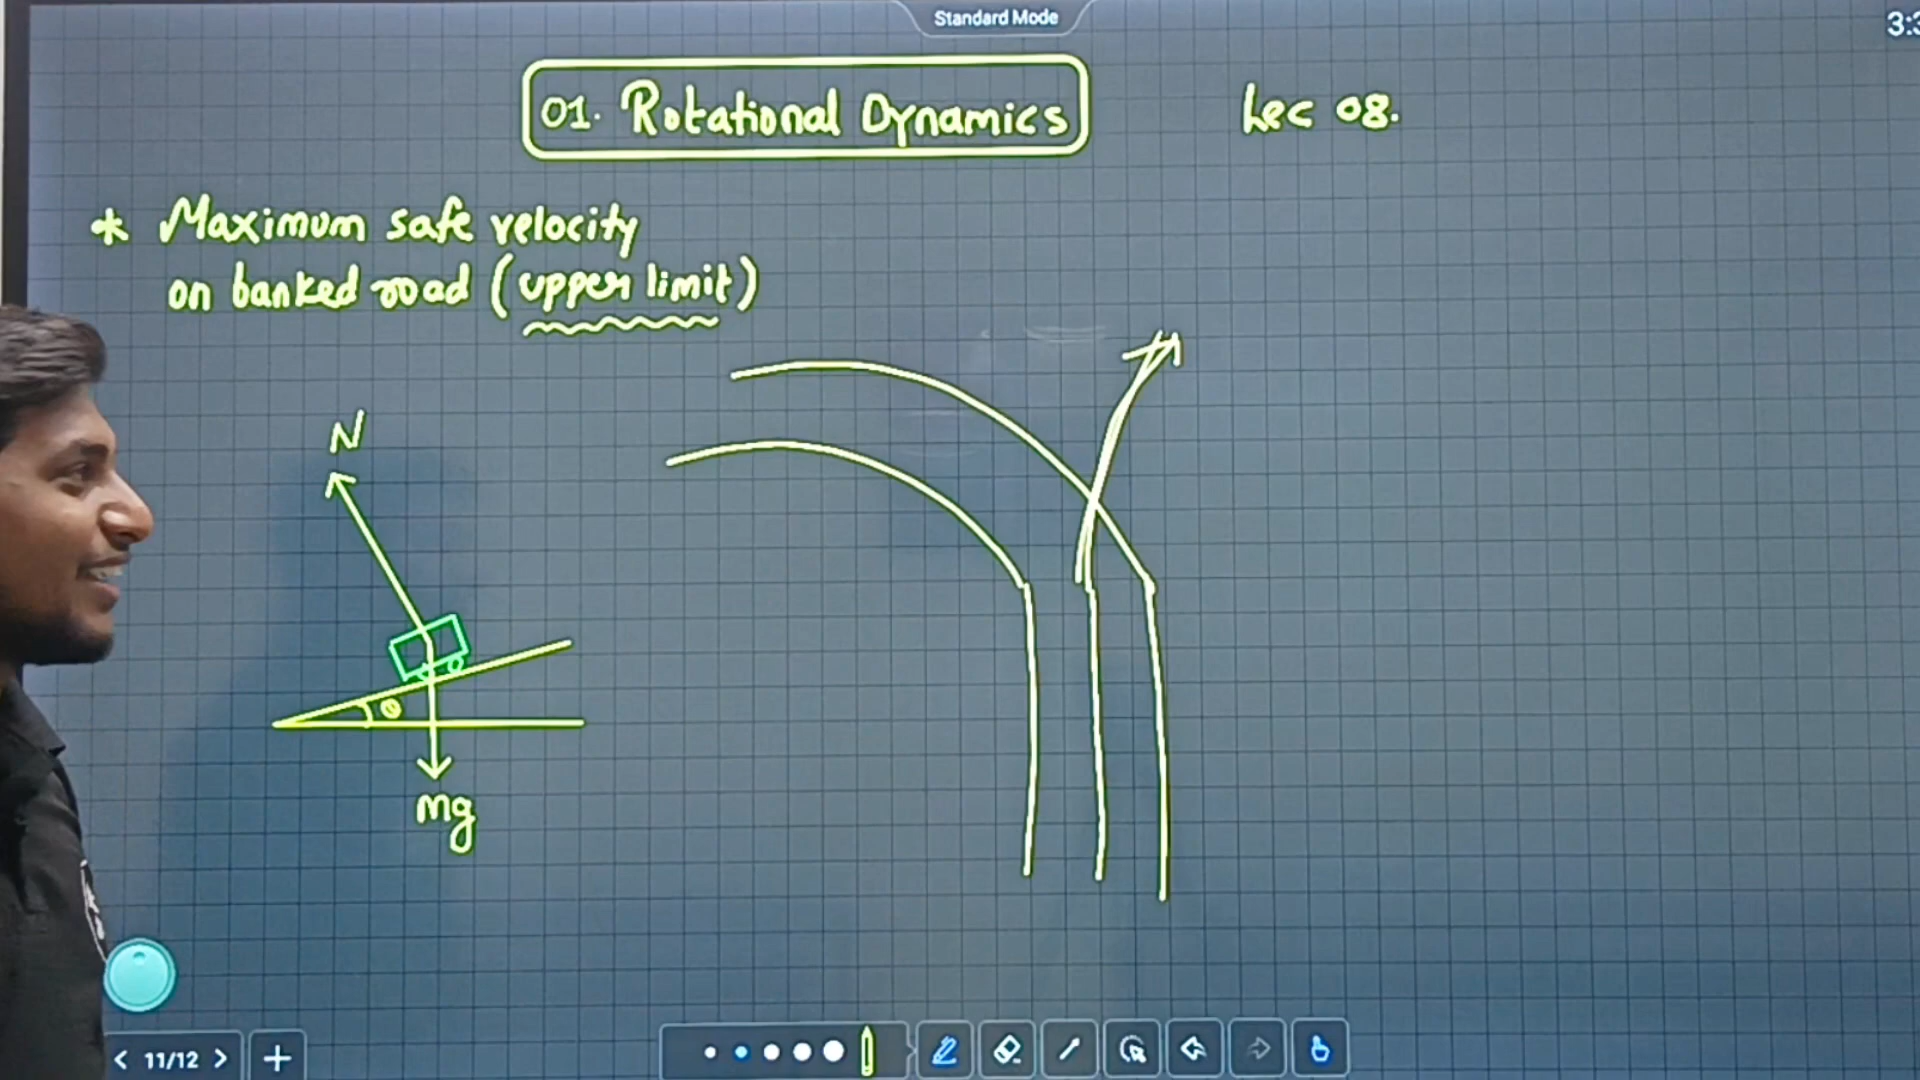 Standard Mode
01. Rotational Dynamics
Lec 08.
* Maximum safe velocity
on banked road (upper limit)
N
θ
Mg
11/12